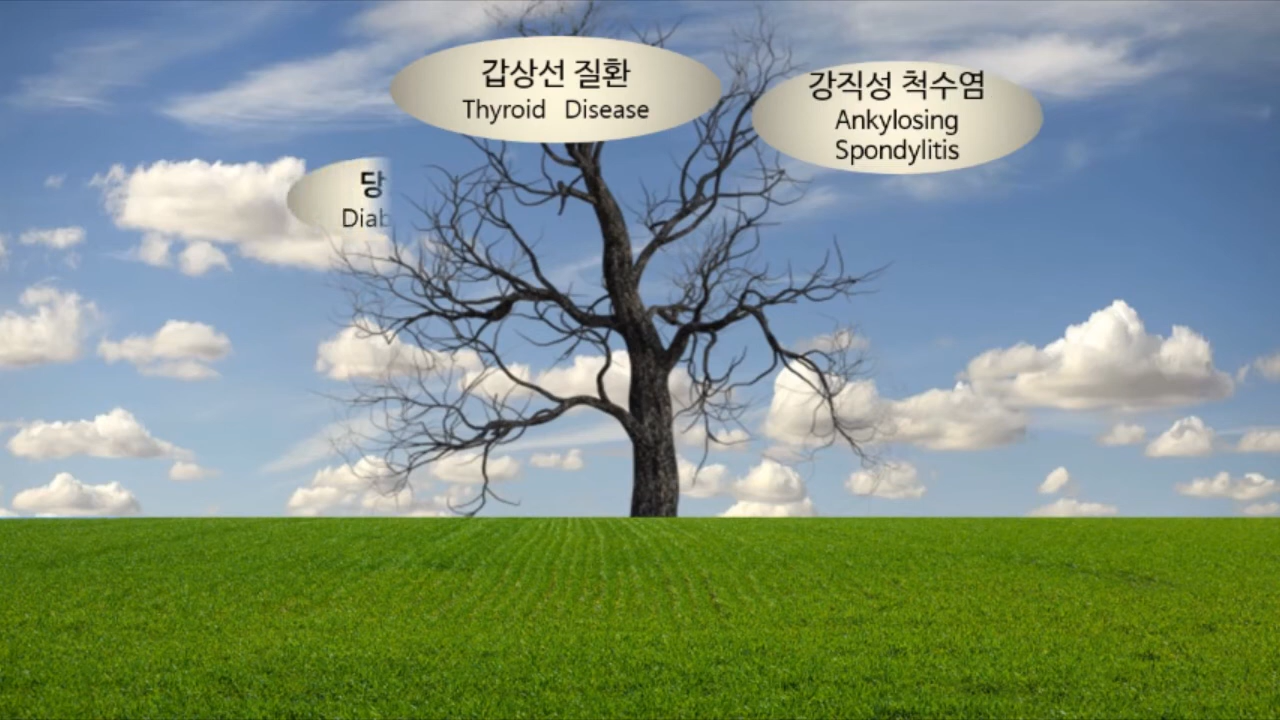 갑상선 질환
Thyroid Disease
강직성 척수염
Ankylosing
Spondylitis
당
Diab